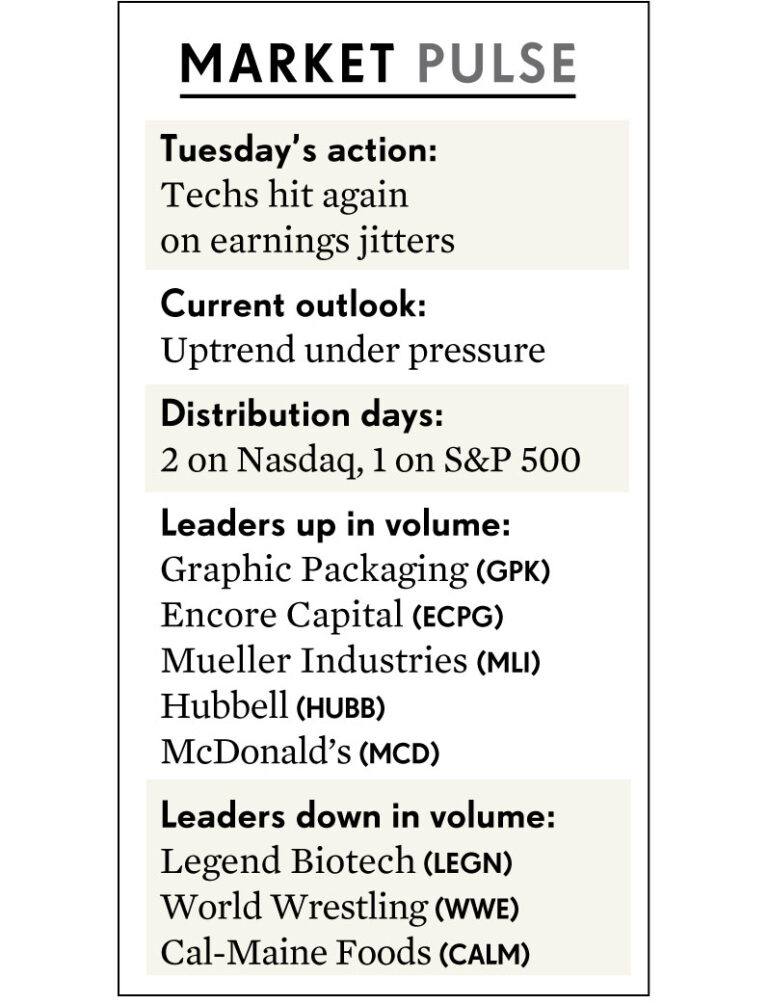 MARKET PULSE
Tuesday’s action:
Techs hit again
on earnings jitters
Current outlook:
Uptrend under pressure
Distribution days:
2 on Nasdaq, 1 on S&P 500
Leaders up in volume:
Graphic Packaging (GPK)
Encore Capital (ECPG)
Mueller Industries (MLI)
Hubbell (HUBB)
McDonald’s (MCD)
Leaders down in volume:
Legend Biotech (LEGN)
World Wrestling (WWE)
Cal-Maine Foods (CALM)